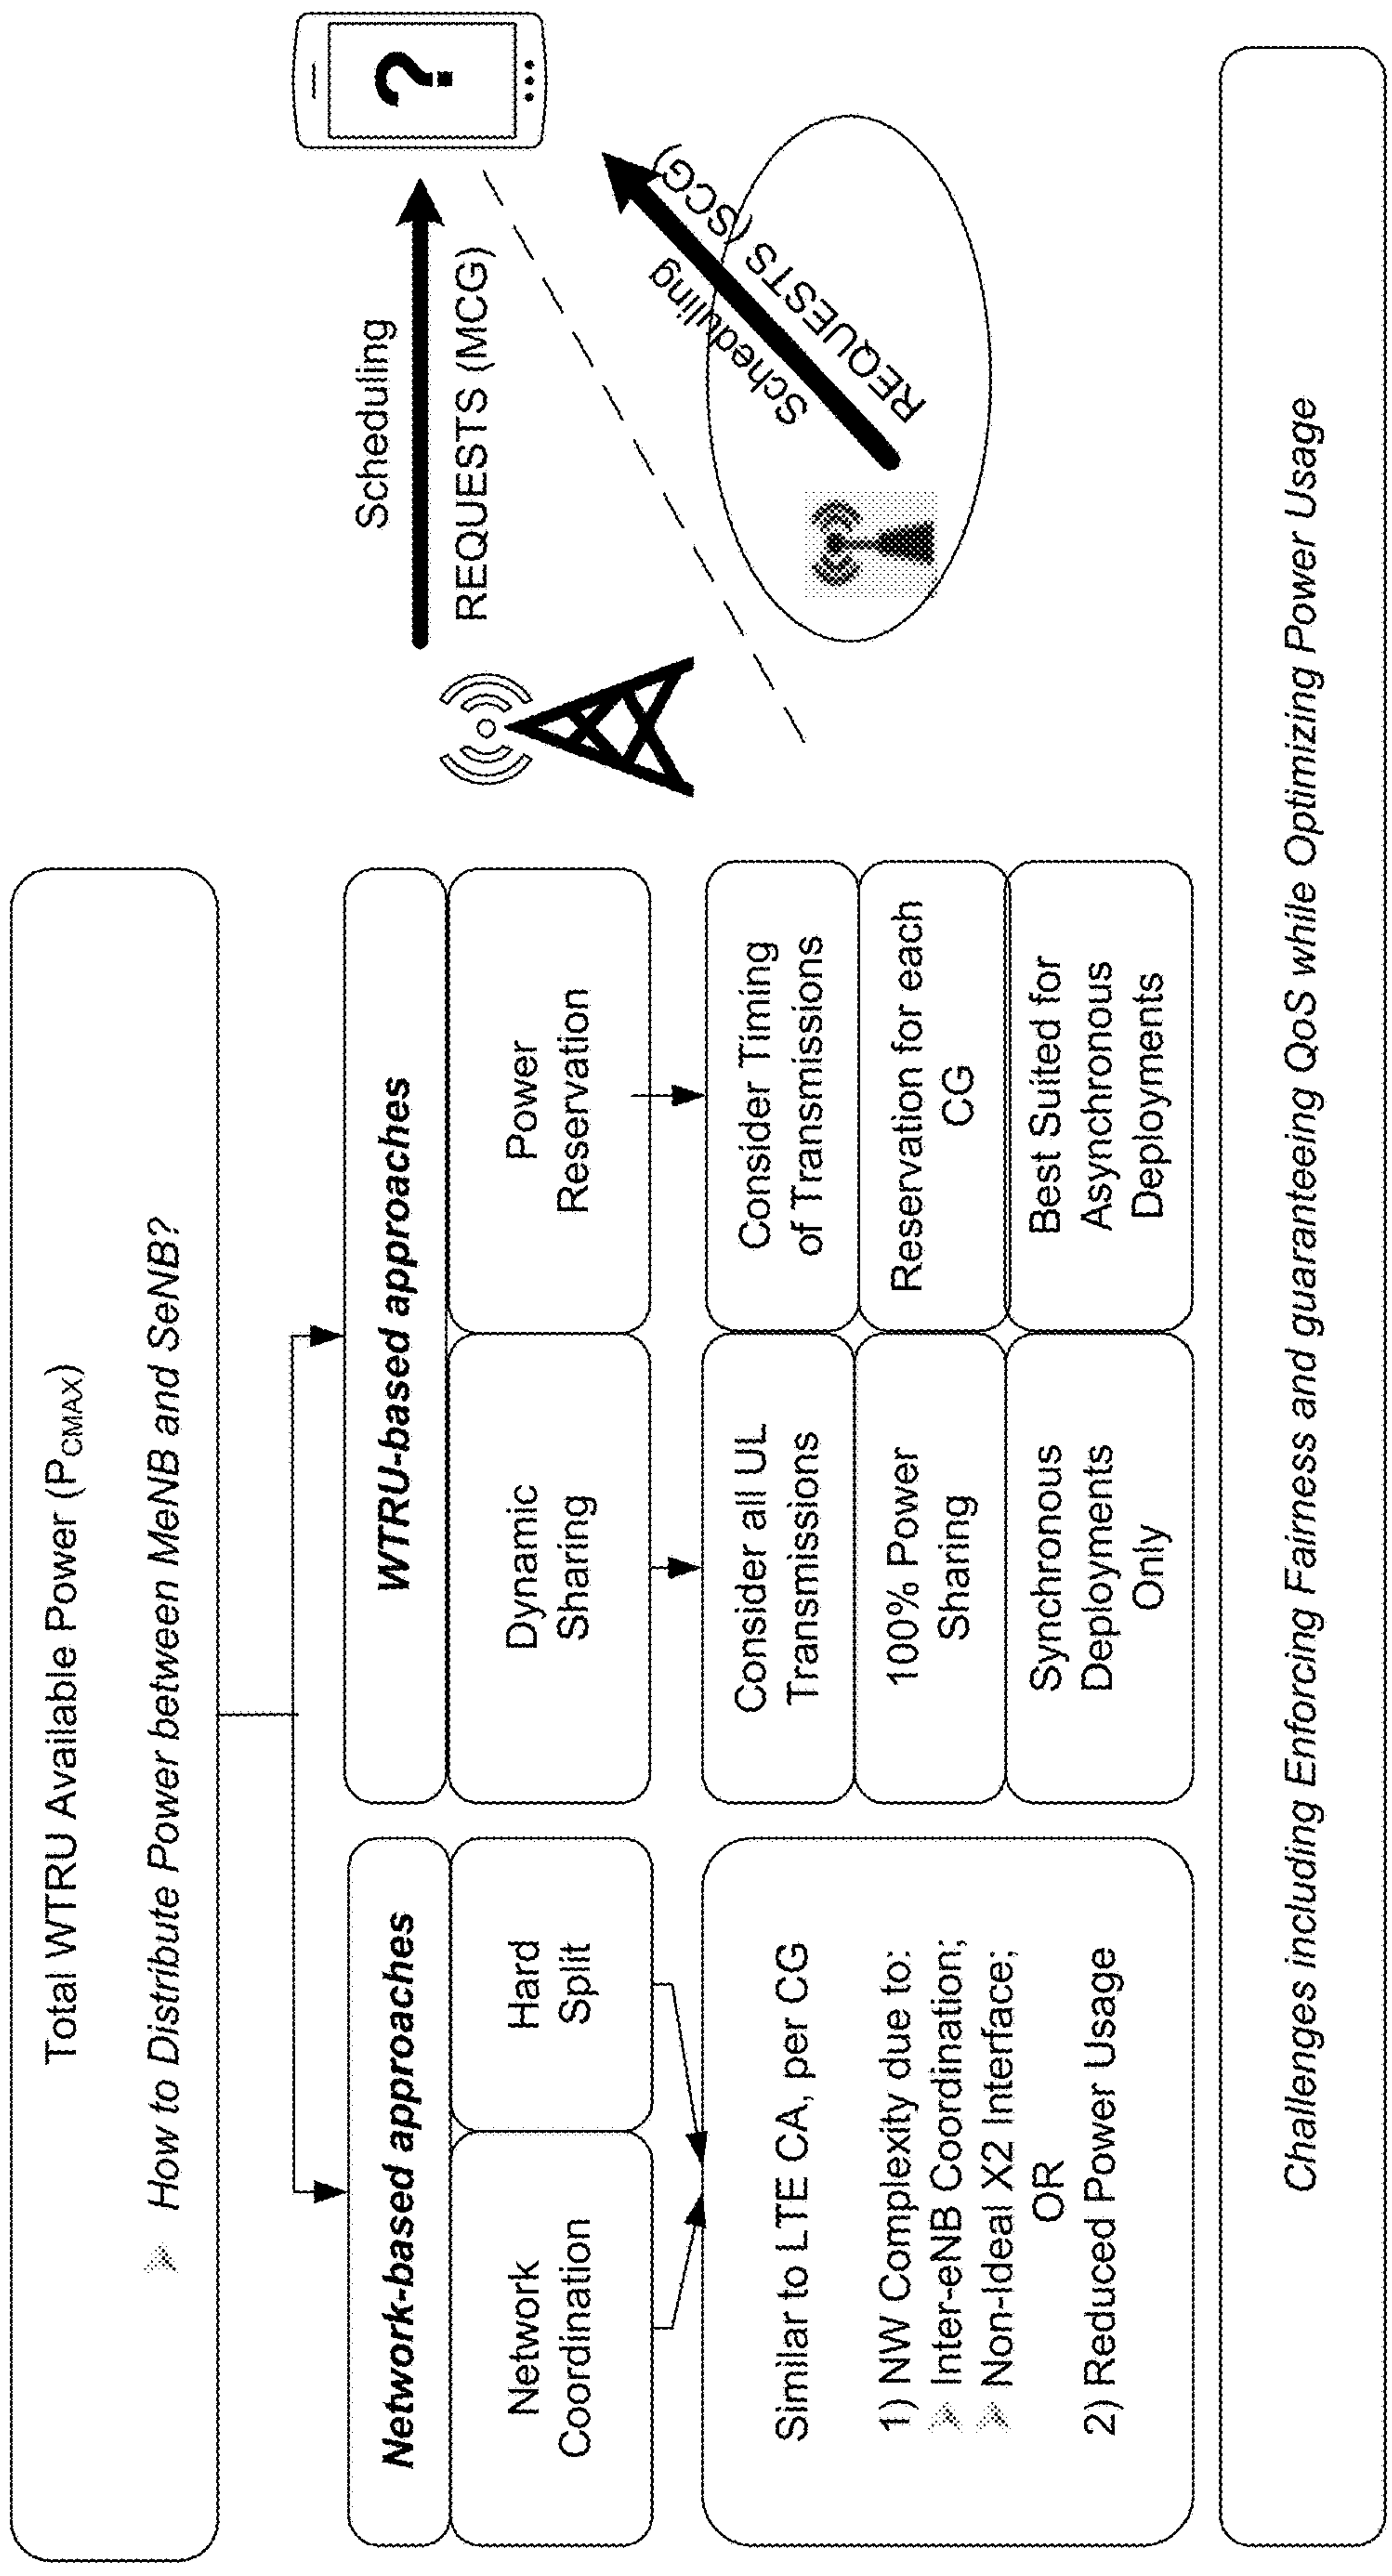 Total WTRU Available Power (PCMAX)
How to Distribute Power between MeNB and SeNB?
Network-based approaches
Network
Coordination
Hard
Split
Similar to LTE CA, per CG
1) NW Complexity due to:
Inter-eNB Coordination;
Non-Ideal X2 Interface;
OR
2) Reduced Power Usage
WTRU-based approaches
Dynamic
Sharing
Power
Reservation
Consider all UL
Transmissions
100% Power
Sharing
Synchronous
Deployments
Only
Consider Timing
of Transmissions
Reservation for each
CG
Best Suited for
Asynchronous
Deployments
Scheduling
REQUESTS (MCG)
?
Scheduling
REQUESTS (SCG)
Challenges including Enforcing Fairness and guaranteeing QoS while Optimizing Power Usage